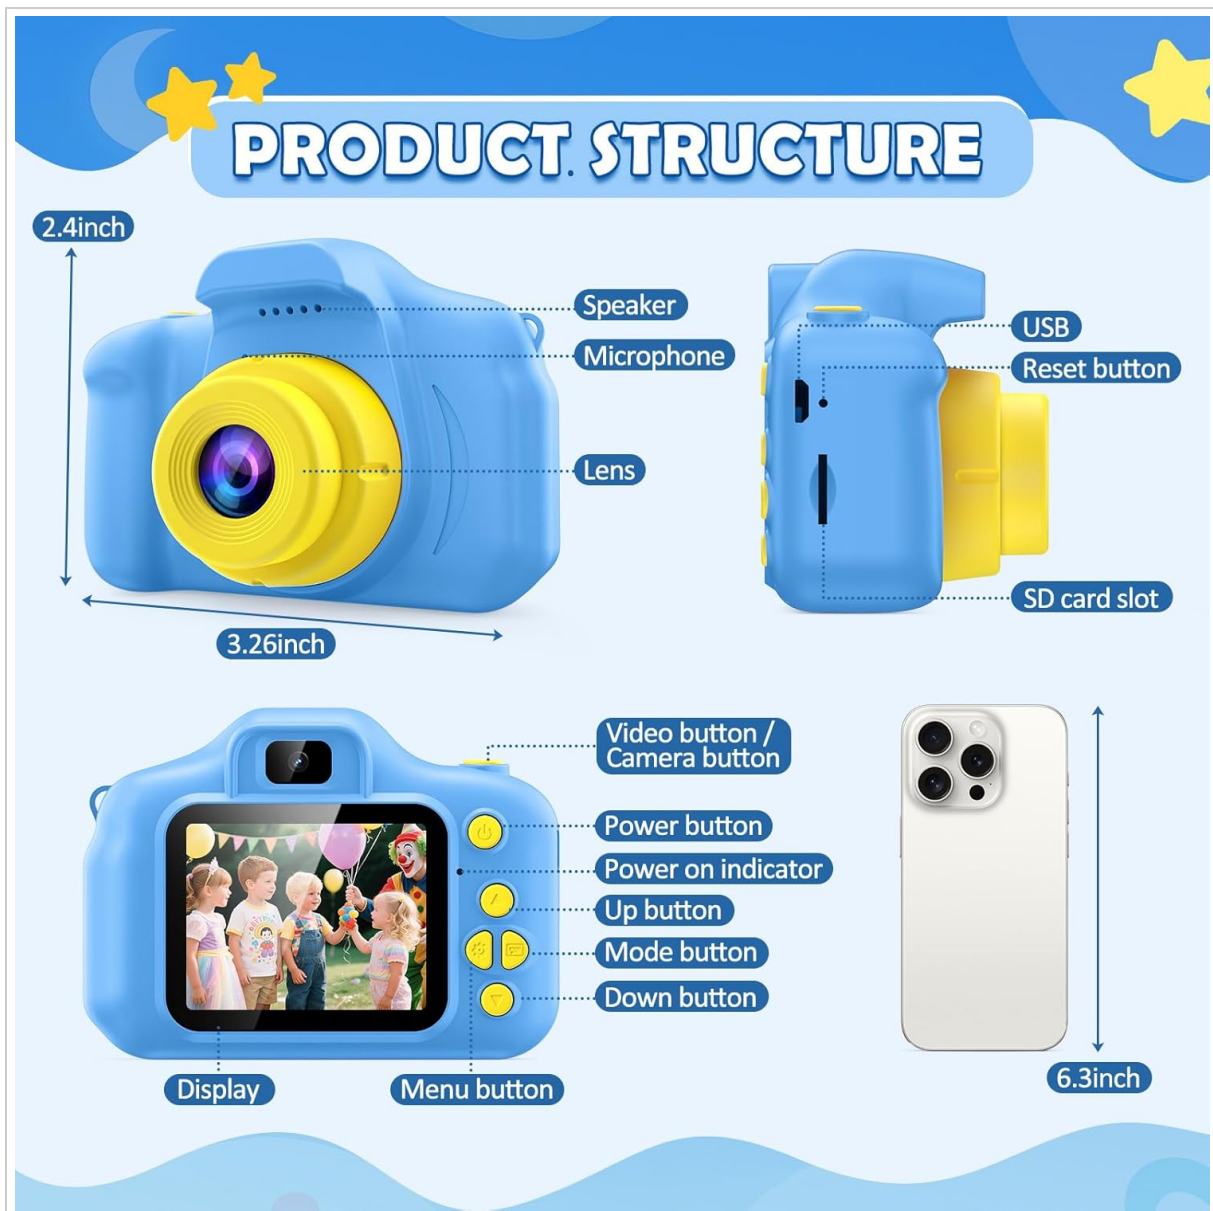 PRODUCT. STRUCTURE
2.4inch
Speaker
Microphone
Lens
3.26inch
USB
Reset button
SD card slot
Video button /
Camera button
Power button
Power on indicator
Up button
Mode button
Down button
Display
Menu button
6.3inch